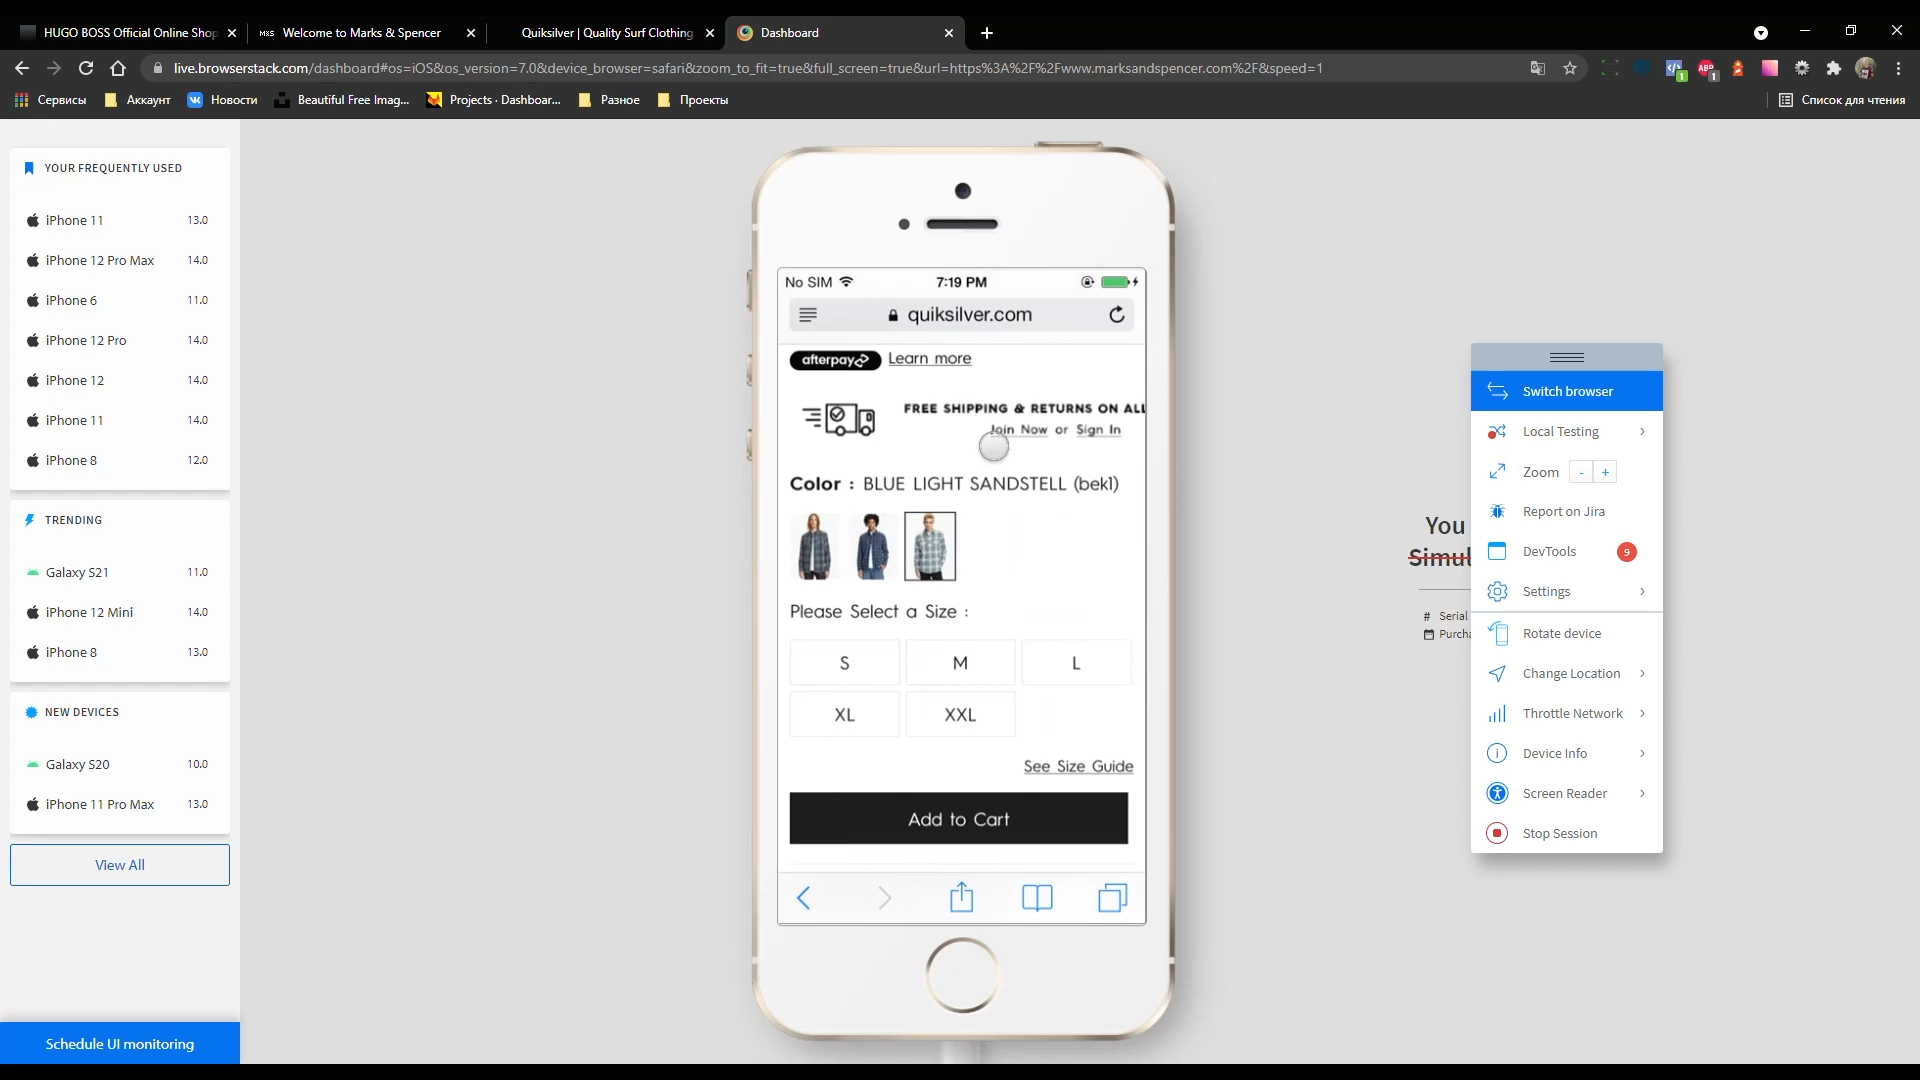 HUGO BOSS Official Online Shop
M&S Welcome to Marks & Spencer
Quiksilver | Quality Surf Clothing
Dashboard
live.browserstack.com/dashboard#os=iOS&os_version=7.0&device_browser=safari&zoom_to_fit=true&full_screen=true&url=https%3A%2F%2Fwww.marksandspencer.com%2F&speed=1
1
ABP 1
Сервисы
Аккаунт
Новости
Beautiful Free Imag...
Projects · Dashboar...
Разное
Проекты
Список для чтения
YOUR FREQUENTLY USED
iPhone 11 13.0
iPhone 12 Pro Max 14.0
iPhone 6 11.0
iPhone 12 Pro 14.0
iPhone 12 14.0
iPhone 11 14.0
iPhone 8 12.0
TRENDING
Galaxy S21 11.0
iPhone 12 Mini 14.0
iPhone 8 13.0
NEW DEVICES
Galaxy S20 10.0
iPhone 11 Pro Max 13.0
View All
Schedule UI monitoring
No SIM 7:19 PM
quiksilver.com
afterpay Learn more
FREE SHIPPING & RETURNS ON ALL
Join Now or Sign In
Color : BLUE LIGHT SANDSTELL (bek1)
Please Select a Size :
S M L
XL XXL
See Size Guide
Add to Cart
You
Simul
# Serial
Purcha
Switch browser
Local Testing
Zoom - +
Report on Jira
DevTools 9
Settings
Rotate device
Change Location
Throttle Network
Device Info
Screen Reader
Stop Session